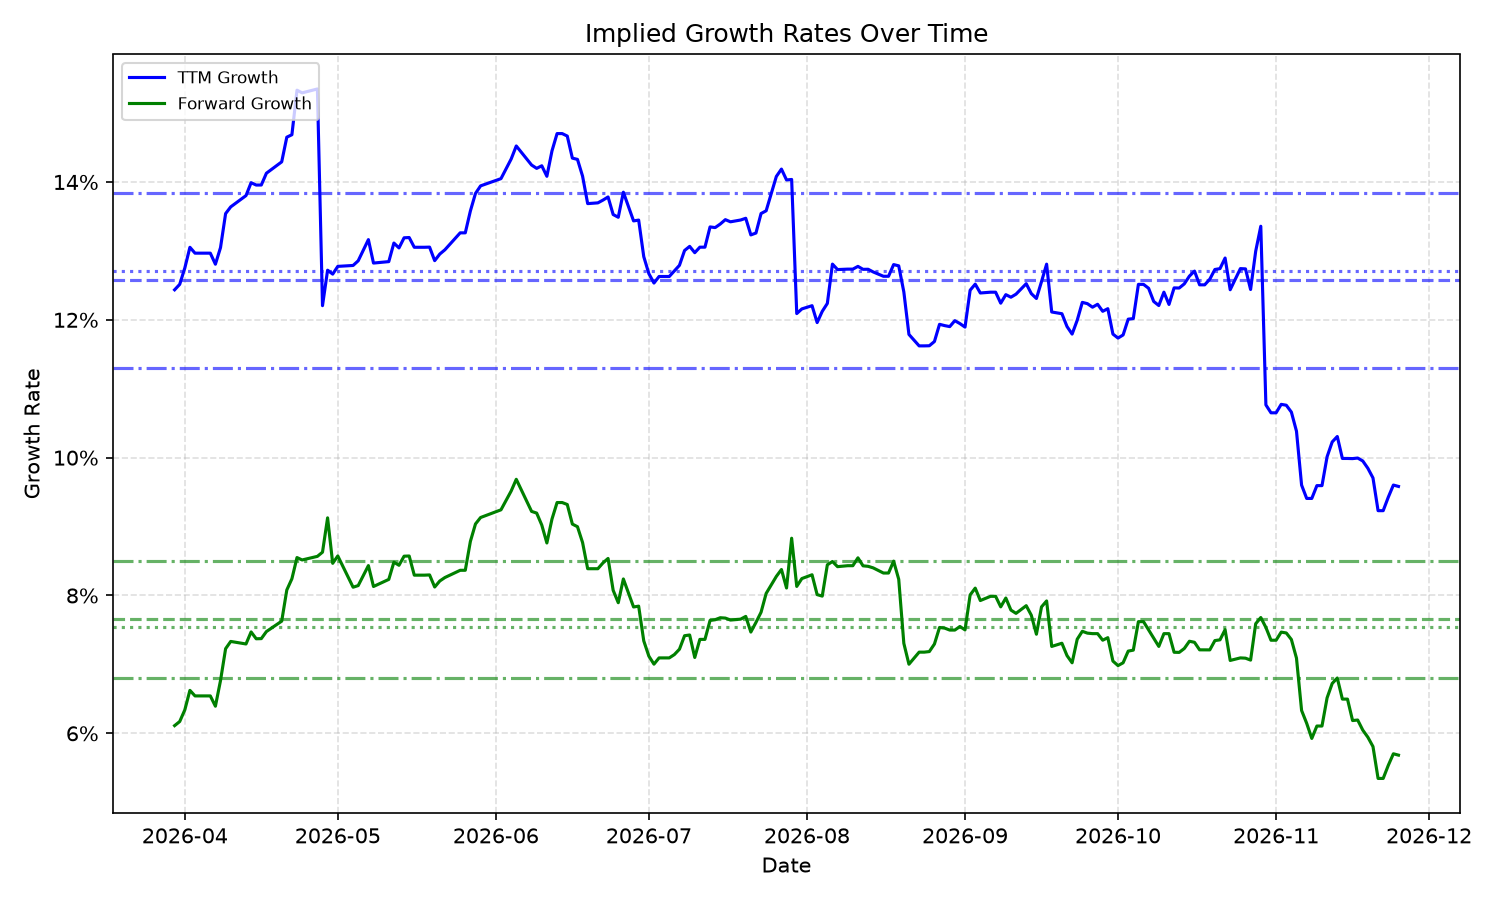 Implied Growth Rates Over Time
TTM Growth
Forward Growth
Growth Rate
14%
12%
10%
8%
6%
2026-04 2026-05 2026-06 2026-07 2026-08 2026-09 2026-10 2026-11 2026-12
Date